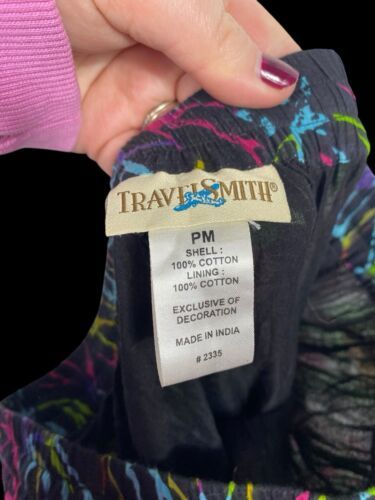 TRAVELSMITH®
PM
SHELL :
100% COTTON
LINING :
100% COTTON
EXCLUSIVE OF
DECORATION
MADE IN INDIA
# 2335